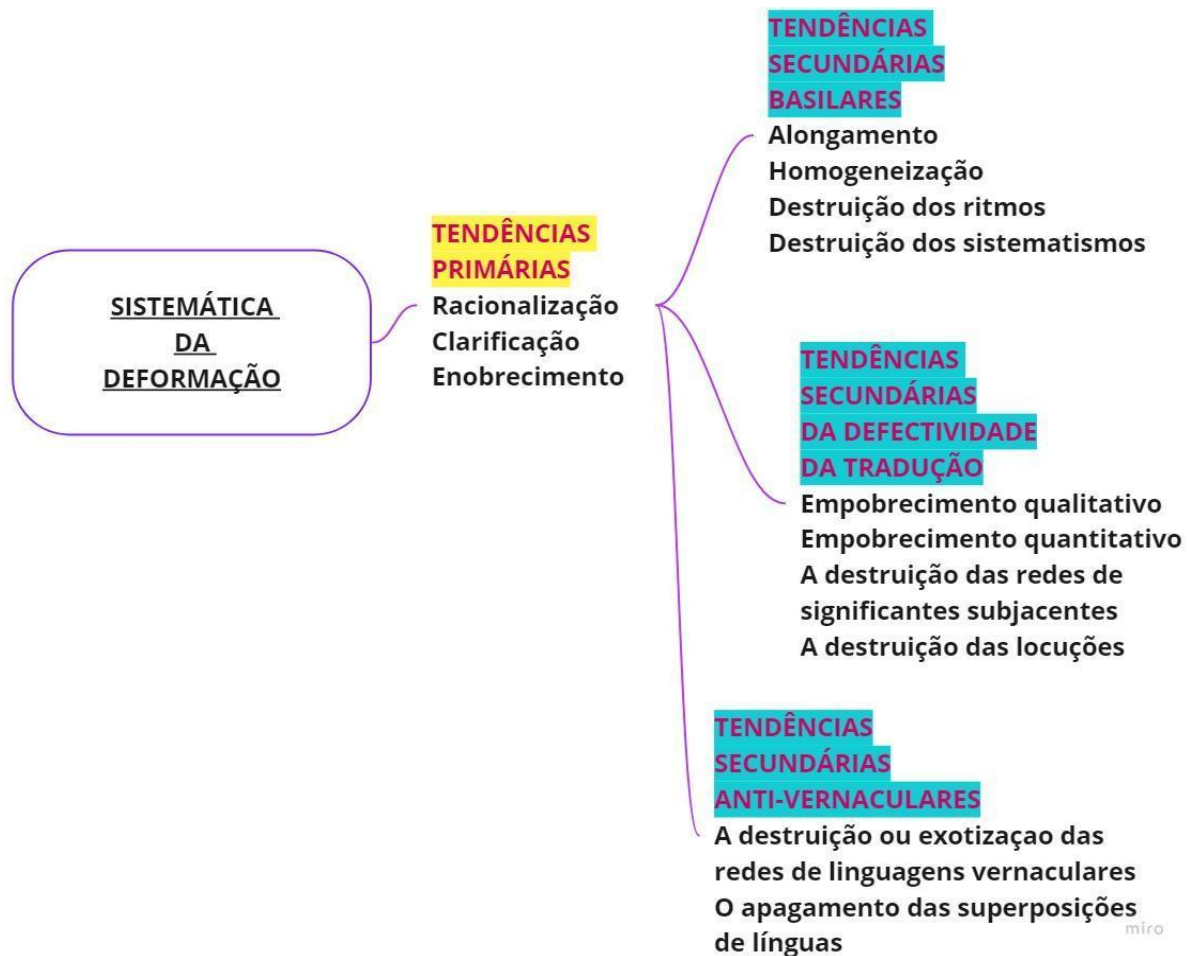 SISTEMÁTICA
DA
DEFORMAÇÃO
TENDÊNCIAS
PRIMÁRIAS
Racionalização
Clarificação
Enobrecimento
TENDÊNCIAS
SECUNDÁRIAS
BASILARES
Alongamento
Homogeneização
Destruição dos ritmos
Destruição dos sistematismos
TENDÊNCIAS
SECUNDÁRIAS
DA DEFECTIVIDADE
DA TRADUÇÃO
Empobrecimento qualitativo
Empobrecimento quantitativo
A destruição das redes de
significantes subjacentes
A destruição das locuções
TENDÊNCIAS
SECUNDÁRIAS
ANTI-VERNACULARES
A destruição ou exotizaçao das
redes de linguagens vernaculares
O apagamento das superposições
de línguas
miro